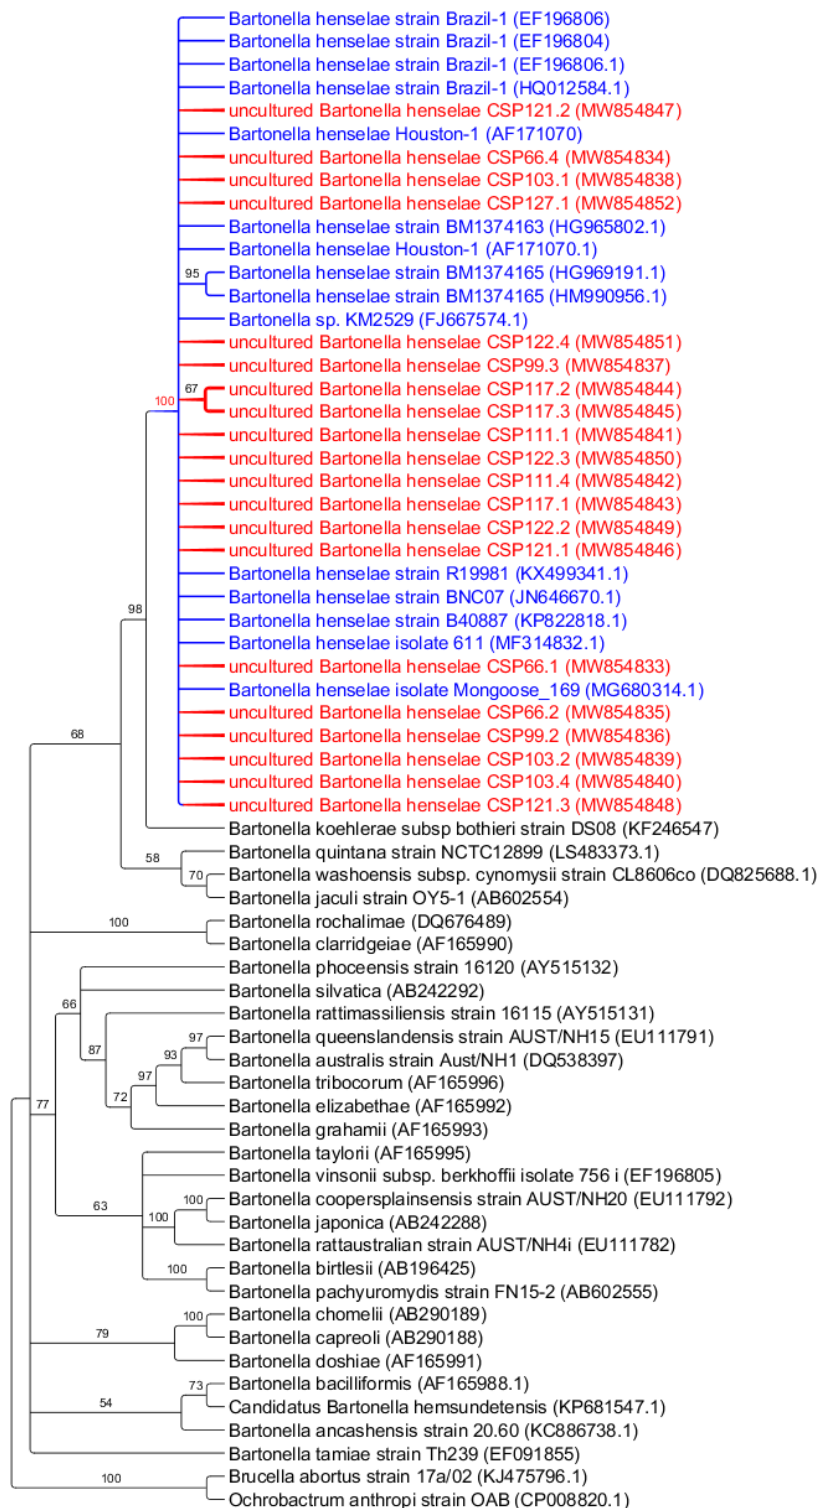 Bartonella henselae strain Brazil-1 (EF196806)
Bartonella henselae strain Brazil-1 (EF196804)
Bartonella henselae strain Brazil-1 (EF196806.1)
Bartonella henselae strain Brazil-1 (HQ012584.1)
uncultured Bartonella henselae CSP121.2 (MW854847)
Bartonella henselae Houston-1 (AF171070)
uncultured Bartonella henselae CSP66.4 (MW854834)
uncultured Bartonella henselae CSP103.1 (MW854838)
uncultured Bartonella henselae CSP127.1 (MW854852)
Bartonella henselae strain BM1374163 (HG965802.1)
Bartonella henselae Houston-1 (AF171070.1)
95 Bartonella henselae strain BM1374165 (HG969191.1)
Bartonella henselae strain BM1374165 (HM990956.1)
Bartonella sp. KM2529 (FJ667574.1)
uncultured Bartonella henselae CSP122.4 (MW854851)
uncultured Bartonella henselae CSP99.3 (MW854837)
67 uncultured Bartonella henselae CSP117.2 (MW854844)
100 uncultured Bartonella henselae CSP117.3 (MW854845)
uncultured Bartonella henselae CSP111.1 (MW854841)
uncultured Bartonella henselae CSP122.3 (MW854850)
uncultured Bartonella henselae CSP111.4 (MW854842)
uncultured Bartonella henselae CSP117.1 (MW854843)
uncultured Bartonella henselae CSP122.2 (MW854849)
uncultured Bartonella henselae CSP121.1 (MW854846)
Bartonella henselae strain R19981 (KX499341.1)
Bartonella henselae strain BNC07 (JN646670.1)
98 Bartonella henselae strain B40887 (KP822818.1)
Bartonella henselae isolate 611 (MF314832.1)
uncultured Bartonella henselae CSP66.1 (MW854833)
Bartonella henselae isolate Mongoose_169 (MG680314.1)
uncultured Bartonella henselae CSP66.2 (MW854835)
68 uncultured Bartonella henselae CSP99.2 (MW854836)
uncultured Bartonella henselae CSP103.2 (MW854839)
uncultured Bartonella henselae CSP103.4 (MW854840)
uncultured Bartonella henselae CSP121.3 (MW854848)
Bartonella koehlerae subsp bothieri strain DS08 (KF246547)
58 Bartonella quintana strain NCTC12899 (LS483373.1)
70 Bartonella washoensis subsp. cynomysii strain CL8606co (DQ825688.1)
Bartonella jaculi strain OY5-1 (AB602554)
100 Bartonella rochalimae (DQ676489)
Bartonella clarridgeiae (AF165990)
Bartonella phoceensis strain 16120 (AY515132)
Bartonella silvatica (AB242292)
66 Bartonella rattimassiliensis strain 16115 (AY515131)
97 Bartonella queenslandensis strain AUST/NH15 (EU111791)
87 93 Bartonella australis strain Aust/NH1 (DQ538397)
97 Bartonella tribocorum (AF165996)
77 72 Bartonella elizabethae (AF165992)
Bartonella grahamii (AF165993)
Bartonella taylorii (AF165995)
Bartonella vinsonii subsp. berkhoffii isolate 756 i (EF196805)
63 100 Bartonella coopersplainsensis strain AUST/NH20 (EU111792)
100 Bartonella japonica (AB242288)
Bartonella rattaustralian strain AUST/NH4i (EU111782)
100 Bartonella birtlesii (AB196425)
Bartonella pachyuromydis strain FN15-2 (AB602555)
100 Bartonella chomelii (AB290189)
79 Bartonella capreoli (AB290188)
Bartonella doshiae (AF165991)
73 Bartonella bacilliformis (AF165988.1)
54 Candidatus Bartonella hemsundetensis (KP681547.1)
Bartonella ancashensis strain 20.60 (KC886738.1)
Bartonella tamiae strain Th239 (EF091855)
100 Brucella abortus strain 17a/02 (KJ475796.1)
Ochrobactrum anthropi strain OAB (CP008820.1)